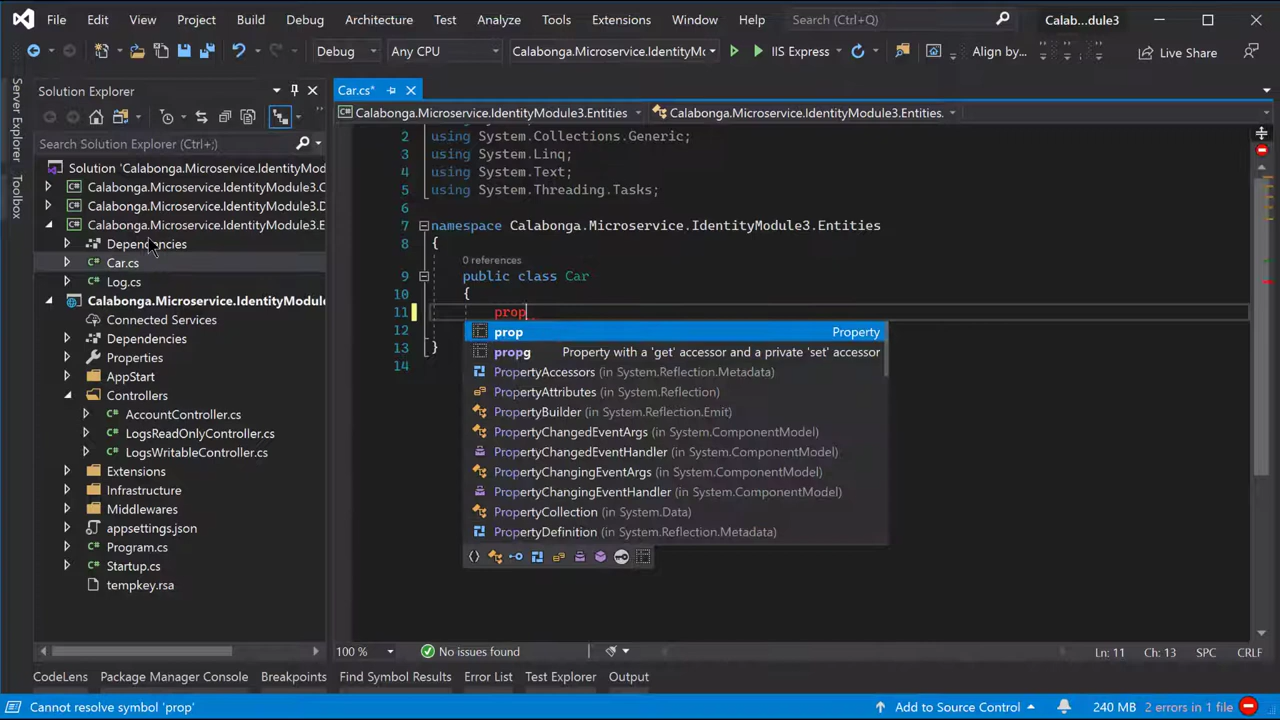 File Edit View Project Build Debug Architecture Test Analyze Tools Extensions Window Help Search (Ctrl+Q) Calab...dule3
Debug Any CPU Calabonga.Microservice.IdentityMo IIS Express Align by... Live Share
Server Explorer
Toolbox
Solution Explorer
Search Solution Explorer (Ctrl+;)
Solution 'Calabonga.Microservice.IdentityMod
Calabonga.Microservice.IdentityModule3.C
Calabonga.Microservice.IdentityModule3.D
Calabonga.Microservice.IdentityModule3.E
Dependencies
Car.cs
Log.cs
Calabonga.Microservice.IdentityModule
Connected Services
Dependencies
Properties
AppStart
Controllers
AccountController.cs
LogsReadOnlyController.cs
LogsWritableController.cs
Extensions
Infrastructure
Middlewares
appsettings.json
Program.cs
Startup.cs
tempkey.rsa
Car.cs*
Calabonga.Microservice.IdentityModule3.Entities Calabonga.Microservice.IdentityModule3.Entities.
2 using System.Collections.Generic;
3 using System.Linq;
4 using System.Text;
5 using System.Threading.Tasks;
6
7 namespace Calabonga.Microservice.IdentityModule3.Entities
8 {
0 references
9 public class Car
10 {
11 prop
12
13 }
14
prop Property
propg Property with a 'get' accessor and a private 'set' accessor
PropertyAccessors (in System.Reflection.Metadata)
PropertyAttributes (in System.Reflection)
PropertyBuilder (in System.Reflection.Emit)
PropertyChangedEventArgs (in System.ComponentModel)
PropertyChangedEventHandler (in System.ComponentModel)
PropertyChangingEventArgs (in System.ComponentModel)
PropertyChangingEventHandler (in System.ComponentModel)
PropertyCollection (in System.Data)
PropertyDefinition (in System.Reflection.Metadata)
100 % No issues found Ln: 11 Ch: 13 SPC CRLF
CodeLens Package Manager Console Breakpoints Find Symbol Results Error List Test Explorer Output
Cannot resolve symbol 'prop' Add to Source Control 240 MB 2 errors in 1 file